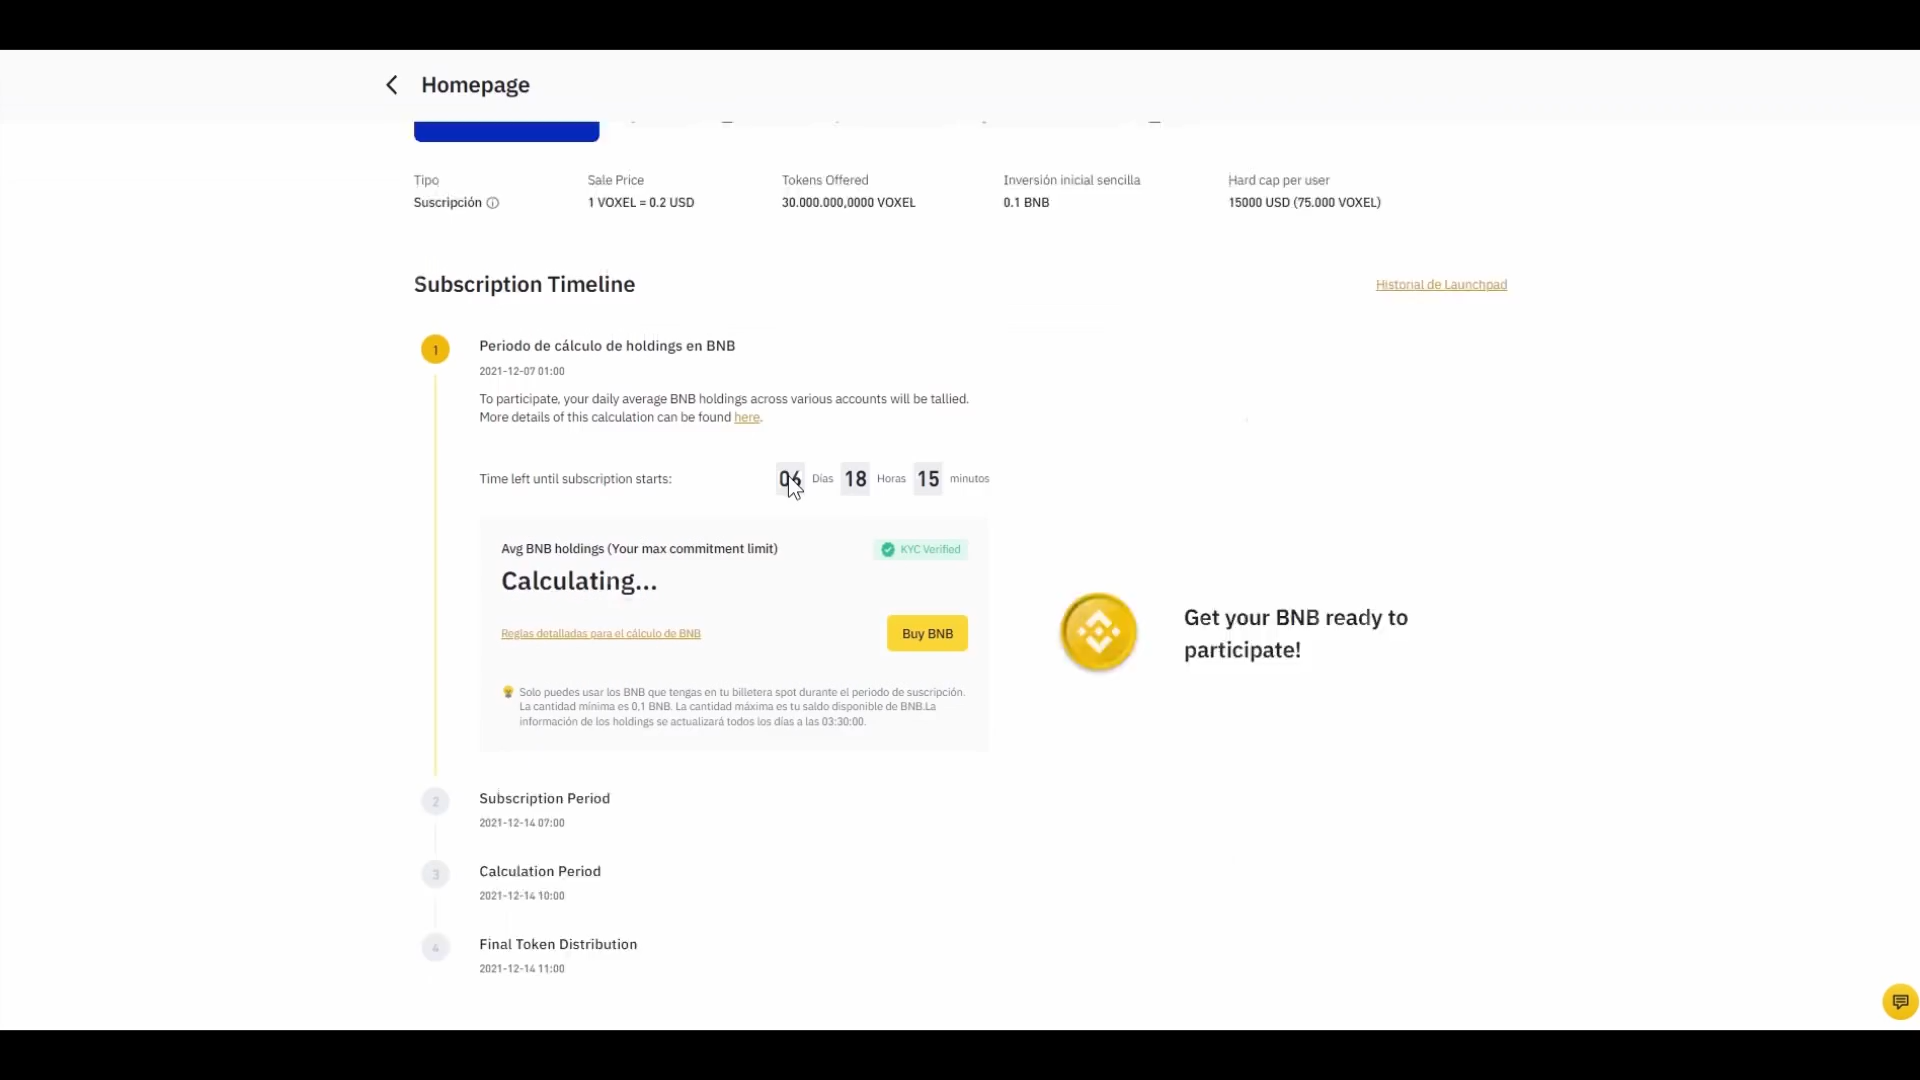 Homepage
Tipo
Sale Price
Tokens Offered
Inversión inicial sencilla
Hard cap per user
Suscripción
1 VOXEL = 0.2 USD
30.000.000,0000 VOXEL
0.1 BNB
15000 USD (75.000 VOXEL)
Subscription Timeline
Historial de Launchpad
1
Periodo de cálculo de holdings en BNB
2021-12-07 01:00
To participate, your daily average BNB holdings across various accounts will be tallied.
More details of this calculation can be found here.
Time left until subscription starts:
Días 18 Horas 15 minutos
Avg BNB holdings (Your max commitment limit)
KYC Verified
Calculating...
Reglas detalladas para el cálculo de BNB
Buy BNB
Get your BNB ready to
participate!
Solo puedes usar los BNB que tengas en tu billetera spot durante el periodo de suscripción.
La cantidad mínima es 0,1 BNB. La cantidad máxima es tu saldo disponible de BNB.La
información de los holdings se actualizará todos los días a las 03:30:00.
2
Subscription Period
2021-12-14 07:00
3
Calculation Period
2021-12-14 10:00
4
Final Token Distribution
2021-12-14 11:00